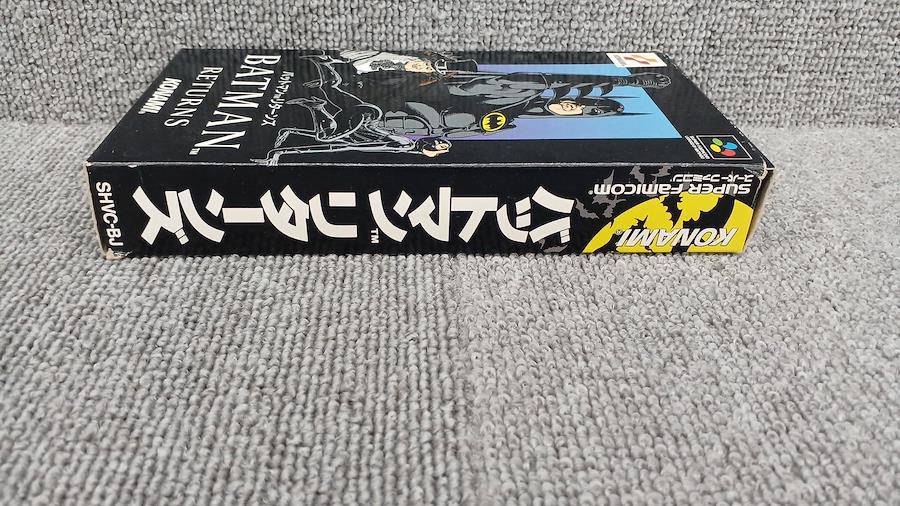 バットマンリターンズ
BATMAN™
RETURNS
KONAMI
KONAMI®
SUPER FAMICOM®
スーパーファミコン®
バットマンリターンズ™
SHVC-BJ